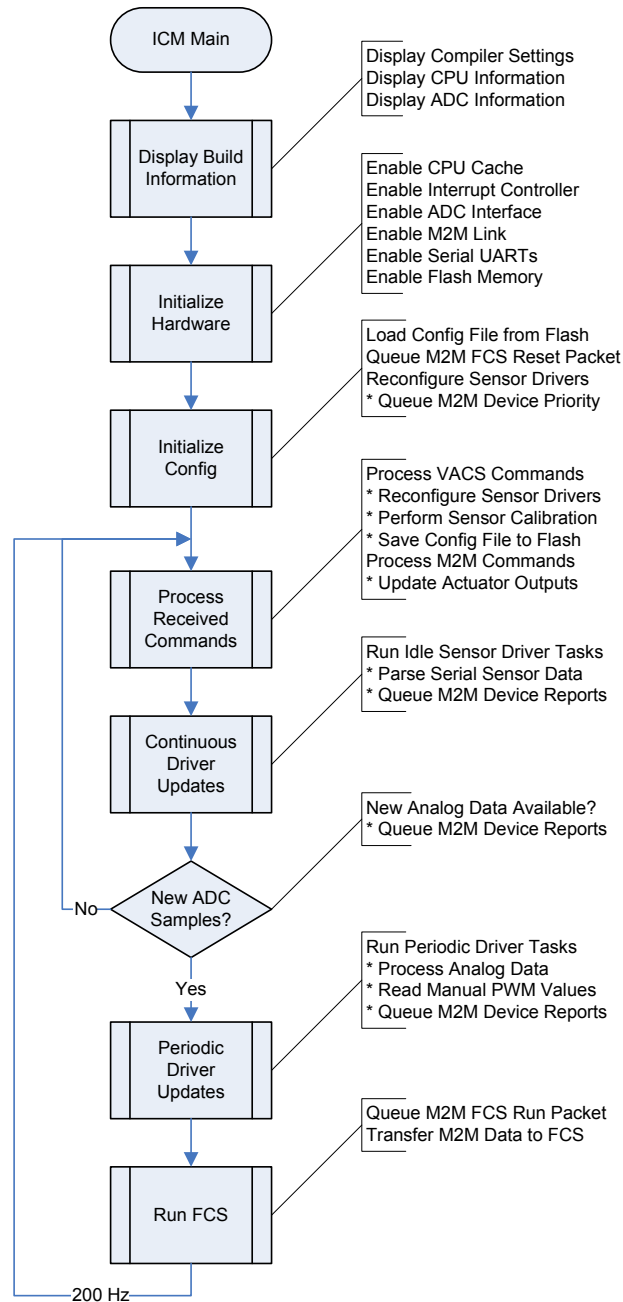 ICM Main
Display Compiler Settings
Display CPU Information
Display ADC Information
Display Build
Information
Enable CPU Cache
Enable Interrupt Controller
Enable ADC Interface
Enable M2M Link
Enable Serial UARTs
Enable Flash Memory
Initialize
Hardware
Load Config File from Flash
Queue M2M FCS Reset Packet
Reconfigure Sensor Drivers
* Queue M2M Device Priority
Initialize
Config
Process VACS Commands
* Reconfigure Sensor Drivers
* Perform Sensor Calibration
* Save Config File to Flash
Process M2M Commands
* Update Actuator Outputs
Process
Received
Commands
Run Idle Sensor Driver Tasks
* Parse Serial Sensor Data
* Queue M2M Device Reports
Continuous
Driver
Updates
New Analog Data Available?
* Queue M2M Device Reports
New ADC
Samples?
No
Yes
Run Periodic Driver Tasks
* Process Analog Data
* Read Manual PWM Values
* Queue M2M Device Reports
Periodic
Driver
Updates
Queue M2M FCS Run Packet
Transfer M2M Data to FCS
Run FCS
200 Hz